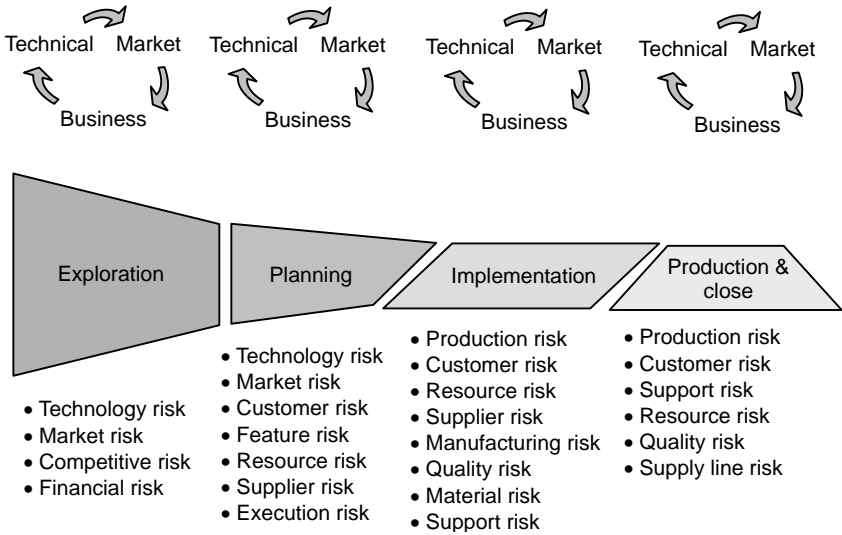 Technical Market
Business
Technical Market
Business
Technical Market
Business
Technical Market
Business
Exploration
Planning
Implementation
Production &
close
• Technology risk
• Market risk
• Competitive risk
• Financial risk
• Technology risk
• Market risk
• Customer risk
• Feature risk
• Resource risk
• Supplier risk
• Execution risk
• Production risk
• Customer risk
• Resource risk
• Supplier risk
• Manufacturing risk
• Quality risk
• Material risk
• Support risk
• Production risk
• Customer risk
• Support risk
• Resource risk
• Quality risk
• Supply line risk